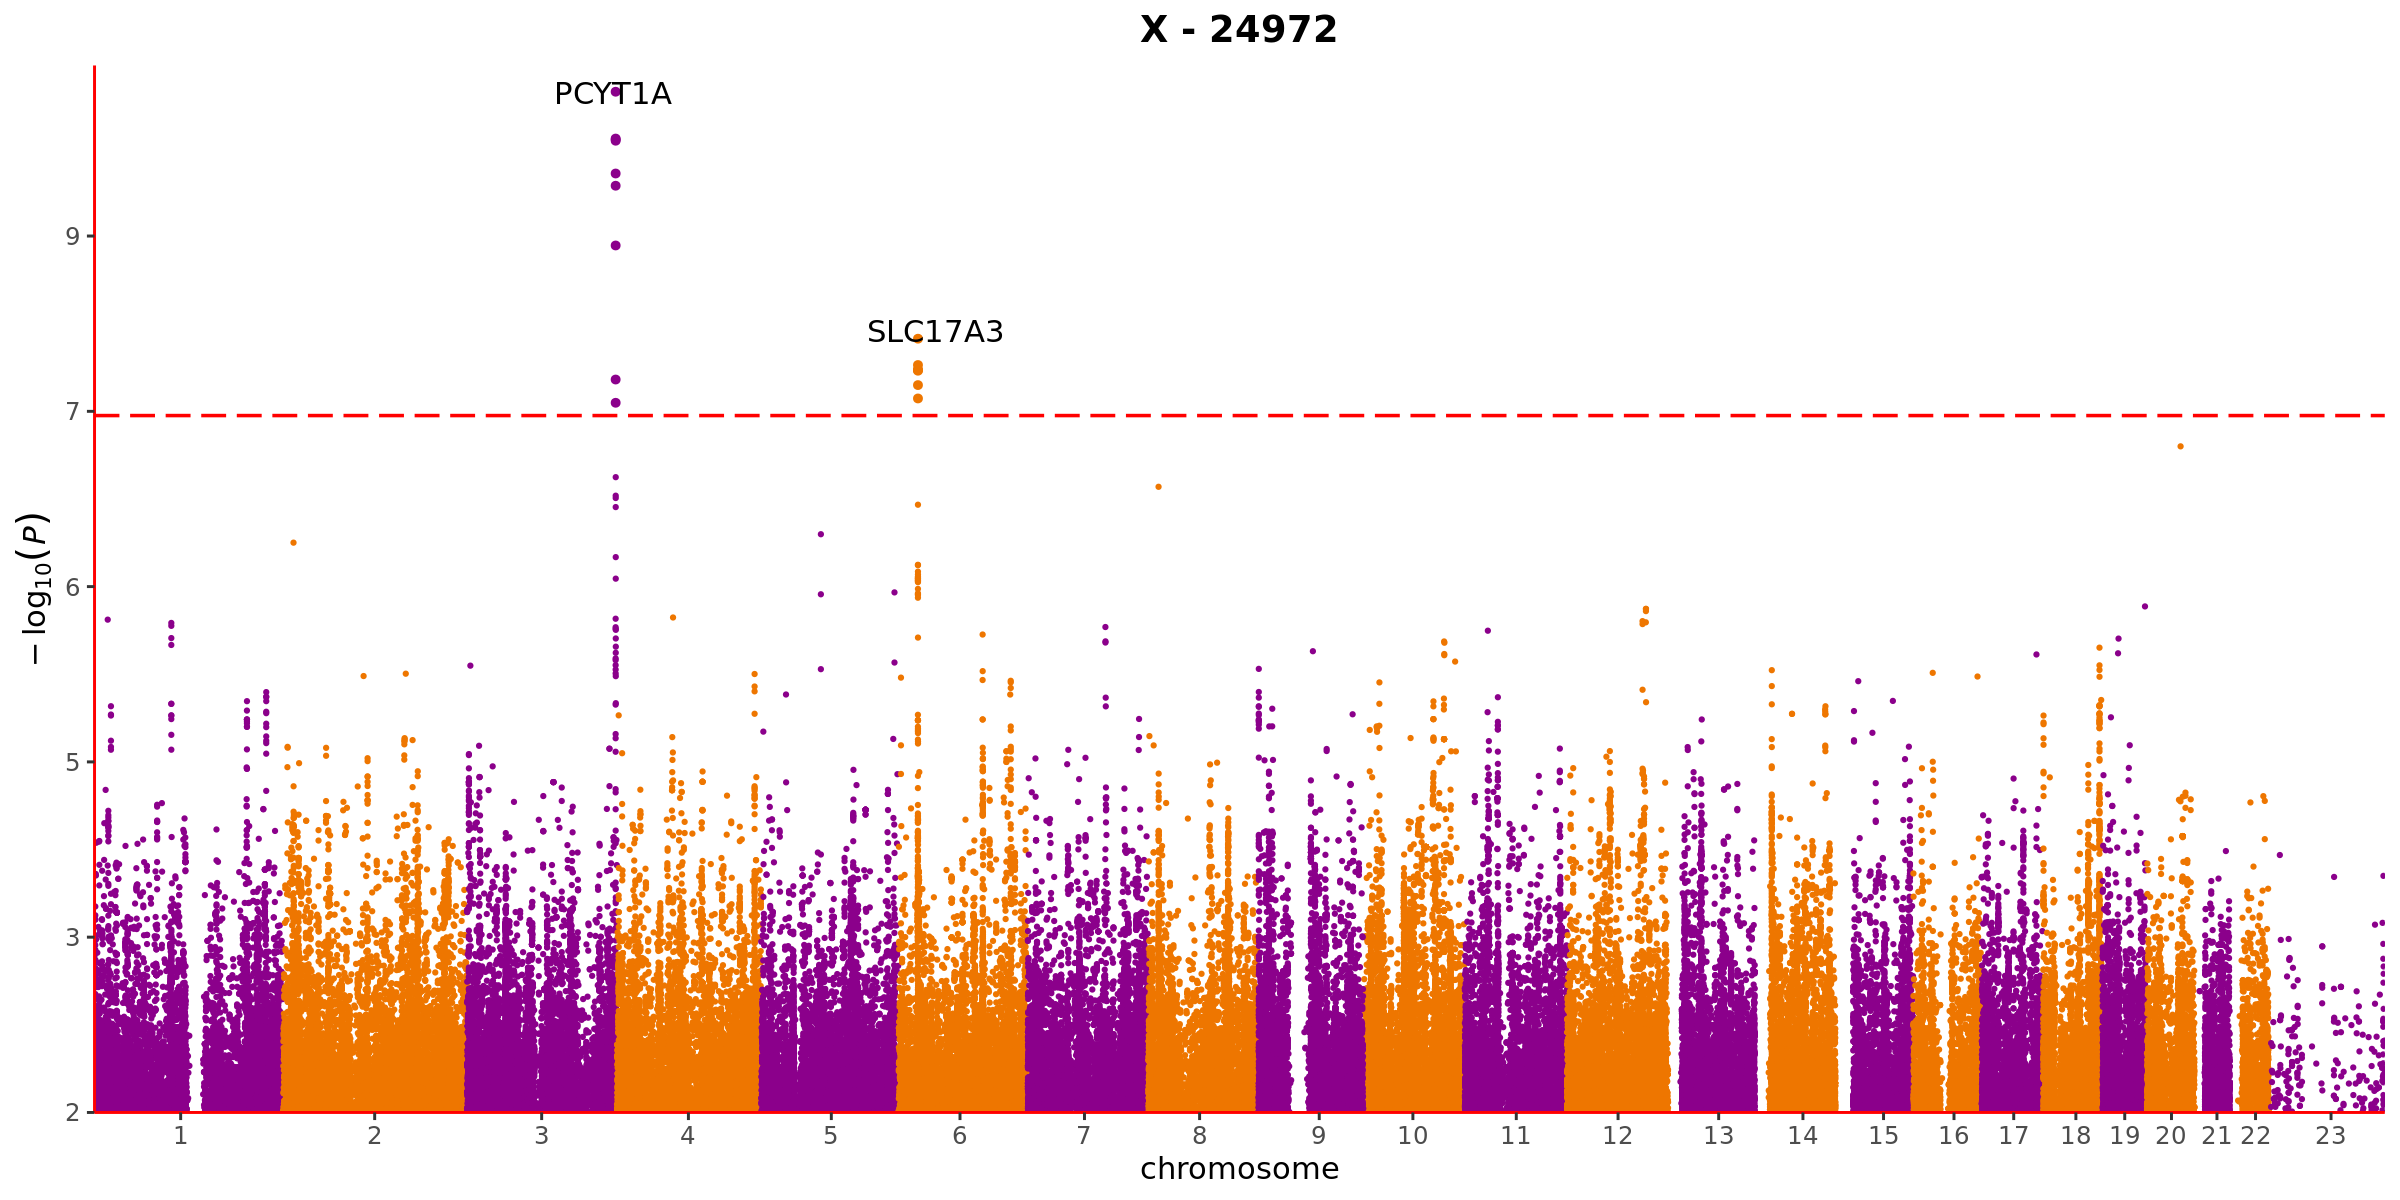 X - 24972
PCYT1A
SLC17A3
9
7
6
5
3
2
− log10(P)
1 2 3 4 5 6 7 8 9 10 11 12 13 14 15 16 17 18 19 20 21 22 23
chromosome